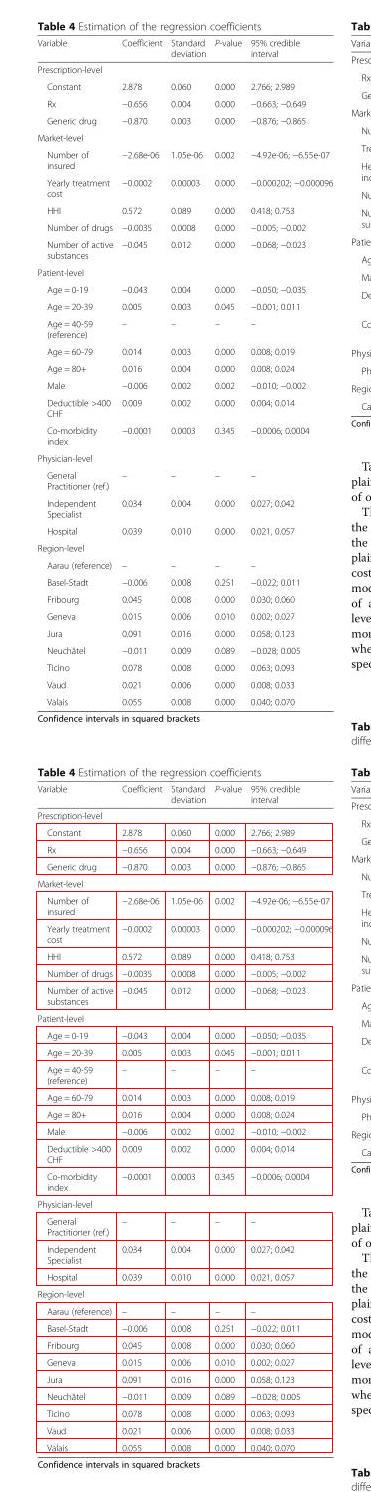 Table 4 Estimation of the regression coefficients
Variable Coefficient Standard deviation P-value 95% credible interval
Prescription-level
Constant 2.878 0.060 0.000 2.766; 2.989
Rx −0.656 0.004 0.000 −0.663; −0.649
Generic drug −0.870 0.003 0.000 −0.876; −0.865
Market-level
Number of insured −2.68e-06 1.05e-06 0.002 −4.92e-06; −6.55e-07
Yearly treatment cost −0.0002 0.00003 0.000 −0.000202; −0.000096
HHI 0.572 0.089 0.000 0.418; 0.753
Number of drugs −0.0035 0.0008 0.000 −0.005; −0.002
Number of active substances −0.045 0.012 0.000 −0.068; −0.023
Patient-level
Age = 0-19 −0.043 0.004 0.000 −0.050; −0.035
Age = 20-39 0.005 0.003 0.045 −0.001; 0.011
Age = 40-59 (reference) – – – –
Age = 60-79 0.014 0.003 0.000 0.008; 0.019
Age = 80+ 0.016 0.004 0.000 0.008; 0.024
Male −0.006 0.002 0.002 −0.010; −0.002
Deductible >400 CHF 0.009 0.002 0.000 0.004; 0.014
Co-morbidity index −0.0001 0.0003 0.345 −0.0006; 0.0004
Physician-level
General Practitioner (ref.) – – – –
Independent Specialist 0.034 0.004 0.000 0.027; 0.042
Hospital 0.039 0.010 0.000 0.021, 0.057
Region-level
Aarau (reference) – – – –
Basel-Stadt −0.006 0.008 0.251 −0.022; 0.011
Fribourg 0.045 0.008 0.000 0.030; 0.060
Geneva 0.015 0.006 0.010 0.002; 0.027
Jura 0.091 0.016 0.000 0.058; 0.123
Neuchâtel −0.011 0.009 0.089 −0.028; 0.005
Ticino 0.078 0.008 0.000 0.063; 0.093
Vaud 0.021 0.006 0.000 0.008; 0.033
Valais 0.055 0.008 0.000 0.040; 0.070
Confidence intervals in squared brackets
Table 4 Estimation of the regression coefficients
Variable Coefficient Standard deviation P-value 95% credible interval
Prescription-level
Constant 2.878 0.060 0.000 2.766; 2.989
Rx −0.656 0.004 0.000 −0.663; −0.649
Generic drug −0.870 0.003 0.000 −0.876; −0.865
Market-level
Number of insured −2.68e-06 1.05e-06 0.002 −4.92e-06; −6.55e-07
Yearly treatment cost −0.0002 0.00003 0.000 −0.000202; −0.000096
HHI 0.572 0.089 0.000 0.418; 0.753
Number of drugs −0.0035 0.0008 0.000 −0.005; −0.002
Number of active substances −0.045 0.012 0.000 −0.068; −0.023
Patient-level
Age = 0-19 −0.043 0.004 0.000 −0.050; −0.035
Age = 20-39 0.005 0.003 0.045 −0.001; 0.011
Age = 40-59 (reference) – – – –
Age = 60-79 0.014 0.003 0.000 0.008; 0.019
Age = 80+ 0.016 0.004 0.000 0.008; 0.024
Male −0.006 0.002 0.002 −0.010; −0.002
Deductible >400 CHF 0.009 0.002 0.000 0.004; 0.014
Co-morbidity index −0.0001 0.0003 0.345 −0.0006; 0.0004
Physician-level
General Practitioner (ref.) – – – –
Independent Specialist 0.034 0.004 0.000 0.027; 0.042
Hospital 0.039 0.010 0.000 0.021, 0.057
Region-level
Aarau (reference) – – – –
Basel-Stadt −0.006 0.008 0.251 −0.022; 0.011
Fribourg 0.045 0.008 0.000 0.030; 0.060
Geneva 0.015 0.006 0.010 0.002; 0.027
Jura 0.091 0.016 0.000 0.058; 0.123
Neuchâtel −0.011 0.009 0.089 −0.028; 0.005
Ticino 0.078 0.008 0.000 0.063; 0.093
Vaud 0.021 0.006 0.000 0.008; 0.033
Valais 0.055 0.008 0.000 0.040; 0.070
Confidence intervals in squared brackets